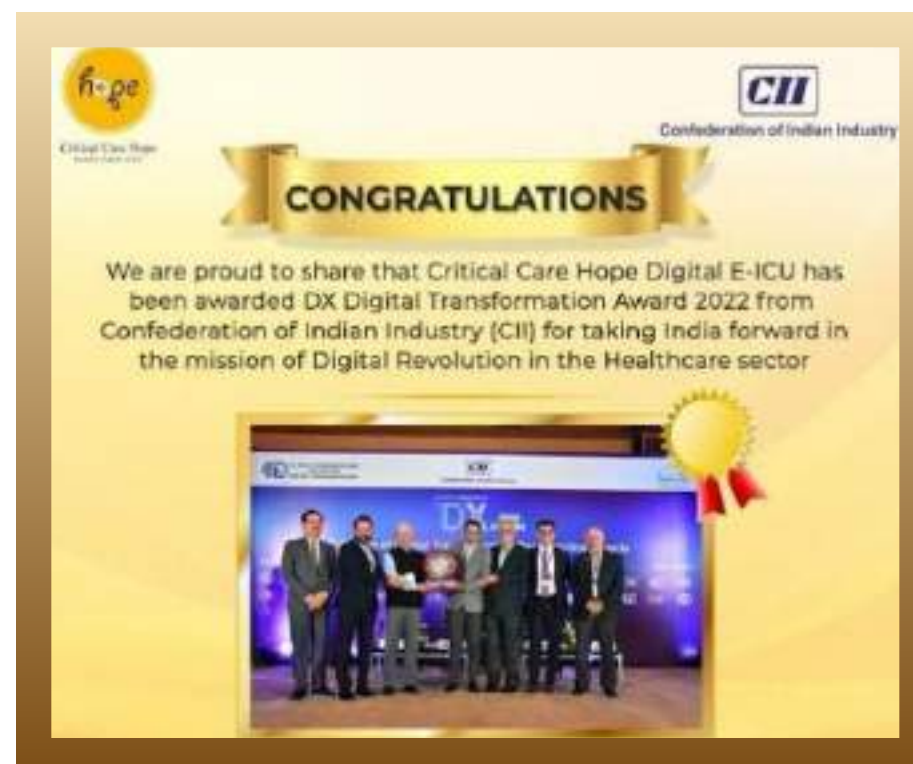 hope
CII
Critical Care Hope
Confederation of Indian Industry
CONGRATULATIONS
We are proud to share that Critical Care Hope Digital E-ICU has
been awarded DX Digital Transformation Award 2022 from
Confederation of Indian Industry (CII) for taking India forward in
the mission of Digital Revolution in the Healthcare sector
CII
DX